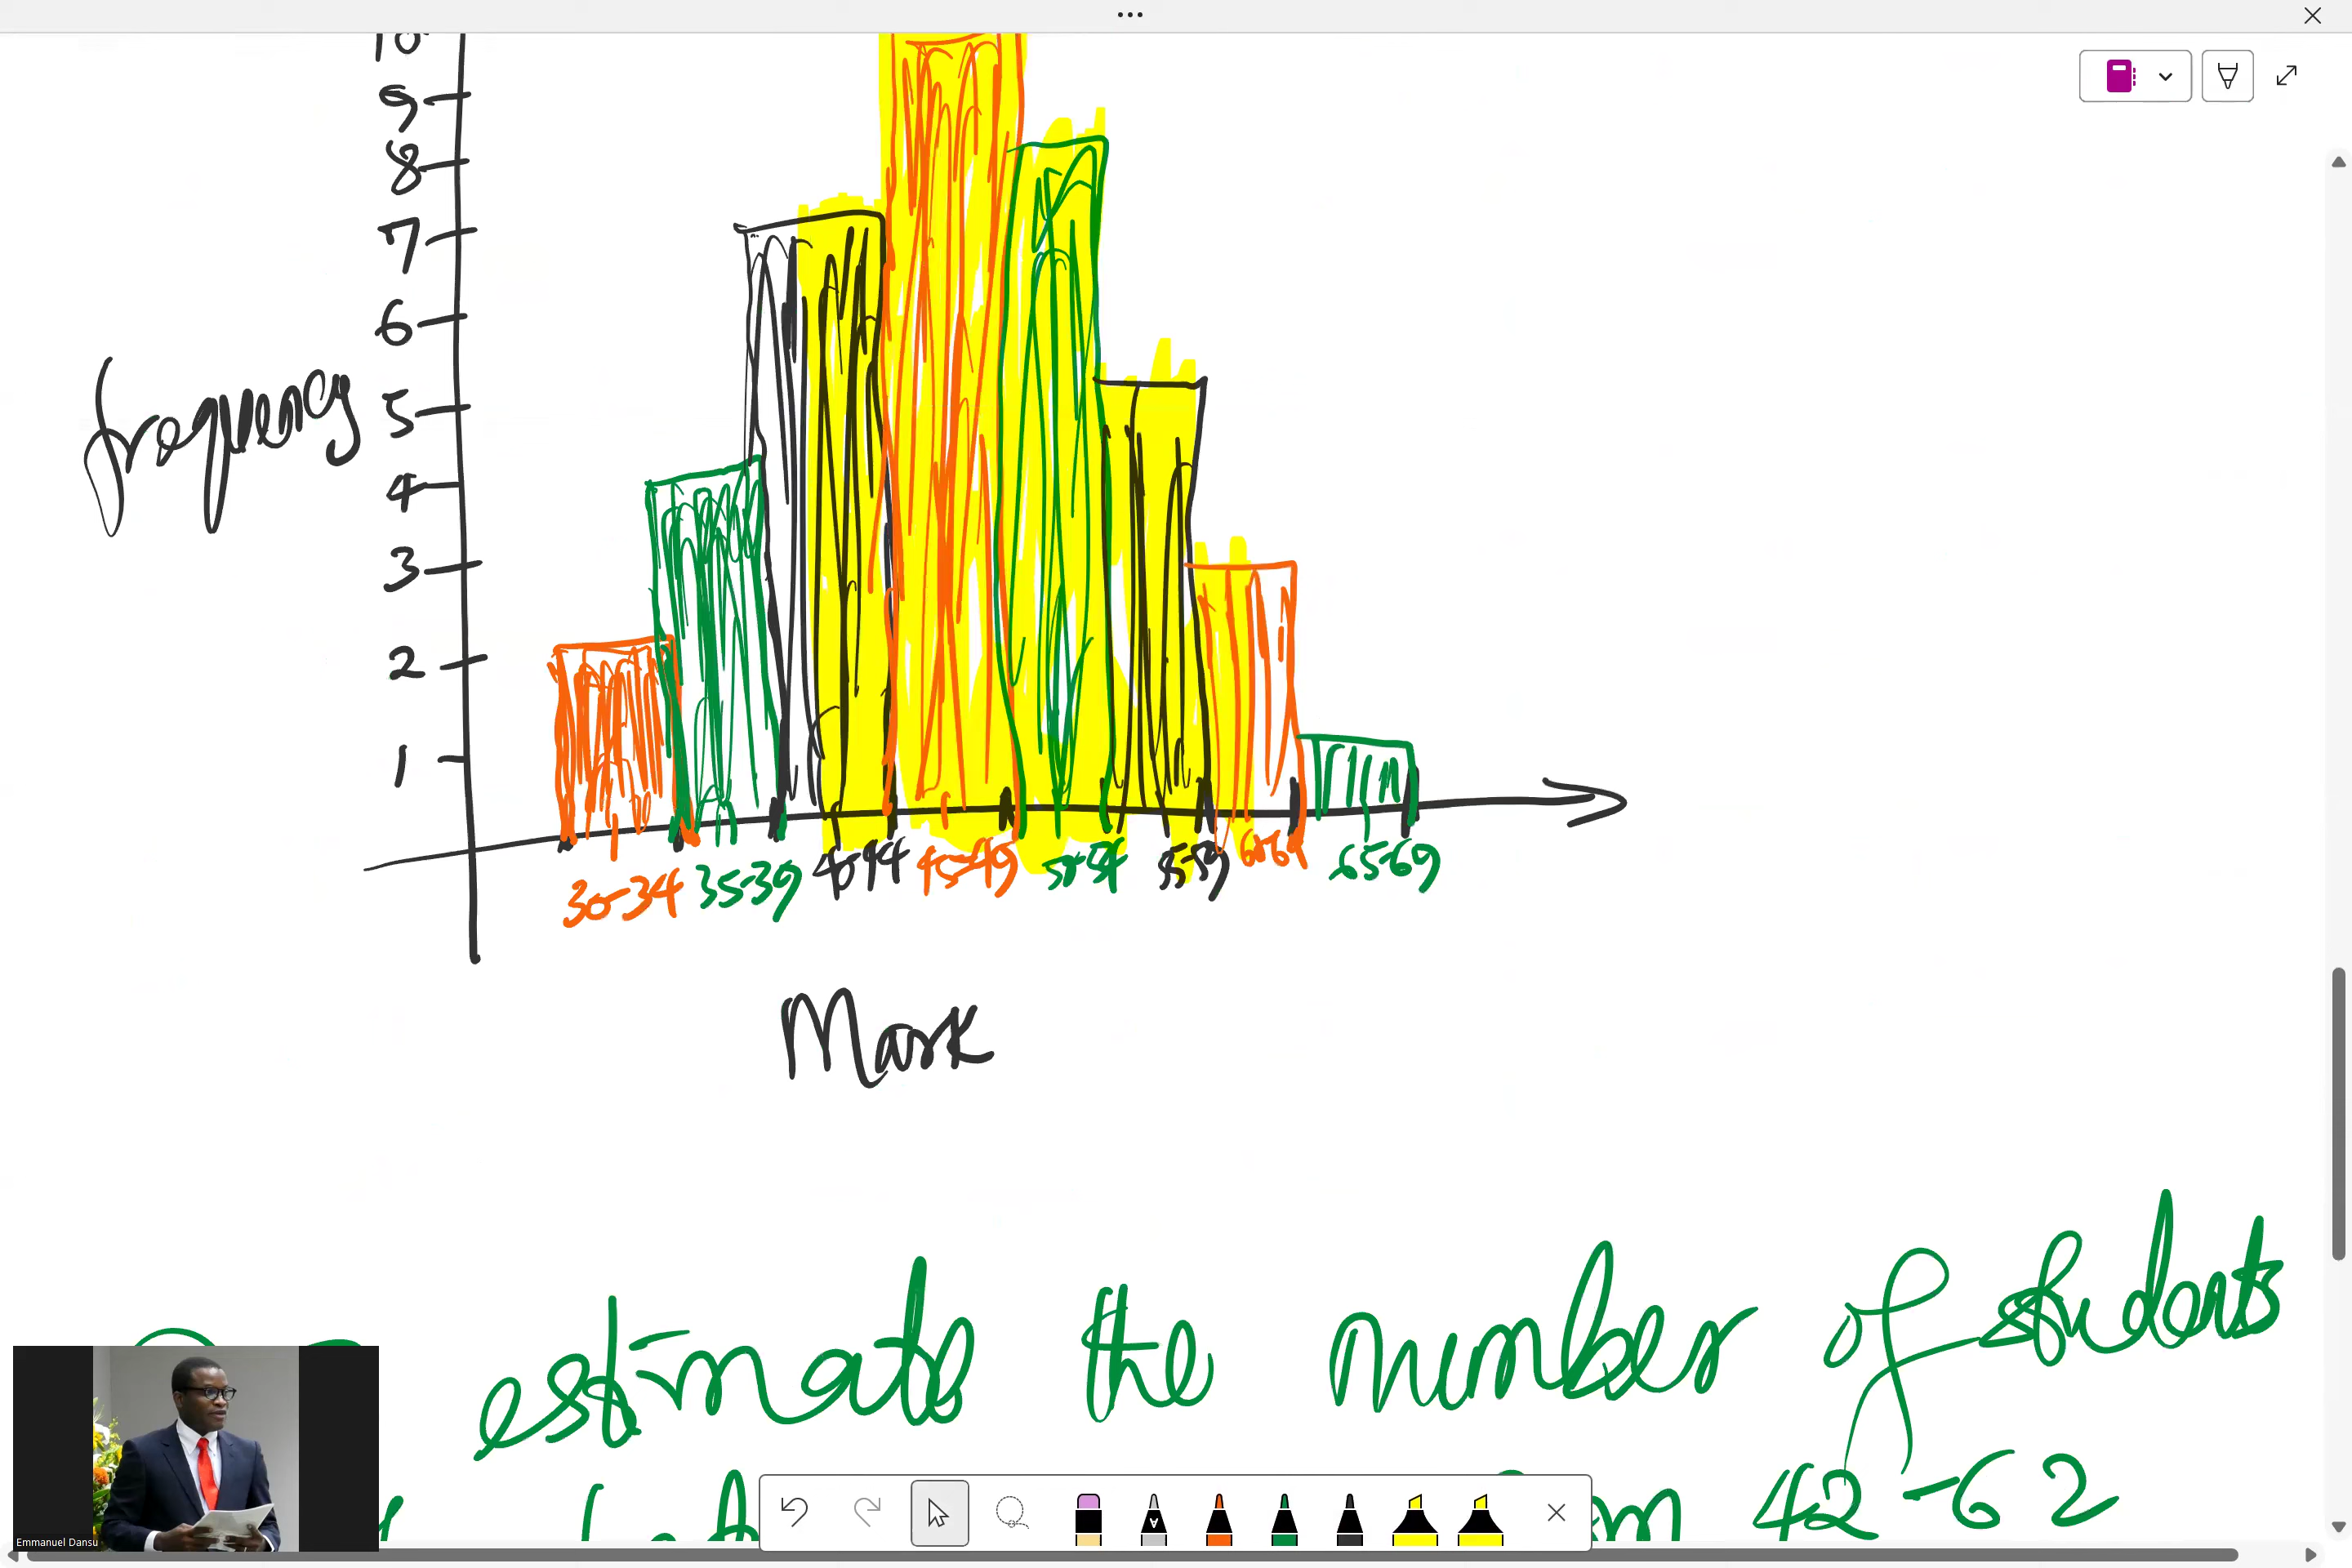 10
9
8
7
6
5
frequency
4
3
2
1
30-34 35-39 40-44 45-49 50-54 55-59 60-64 65-69
Mark
estimate the number of students
42-62
Emmanuel Dansu